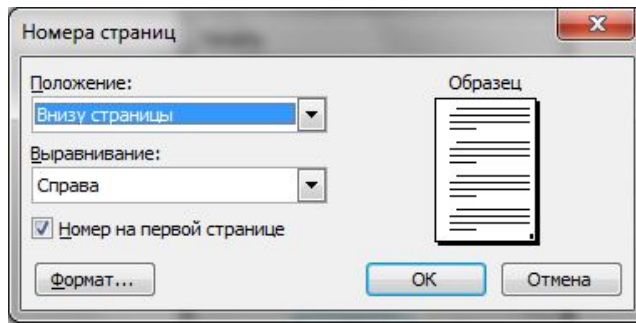 Номера страниц
Положение:
Внизу страницы
Выравнивание:
Справа
Номер на первой странице
Образец
Формат...
OK
Отмена